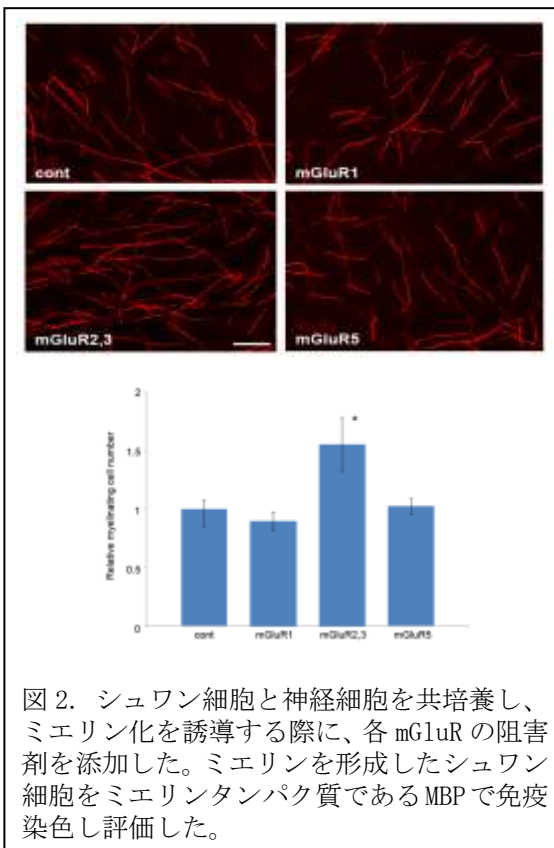 cont
mGluR1
mGluR2,3
mGluR5
2
1.5
1
0.5
0
Relative myelinating cell number
*
cont
mGluR1
mGluR2,3
mGluR5
図 2. シュワン細胞と神経細胞を共培養し、
ミエリン化を誘導する際に、各 mGluR の阻害
剤を添加した。ミエリンを形成したシュワン
細胞をミエリンタンパク質である MBP で免疫
染色し評価した。